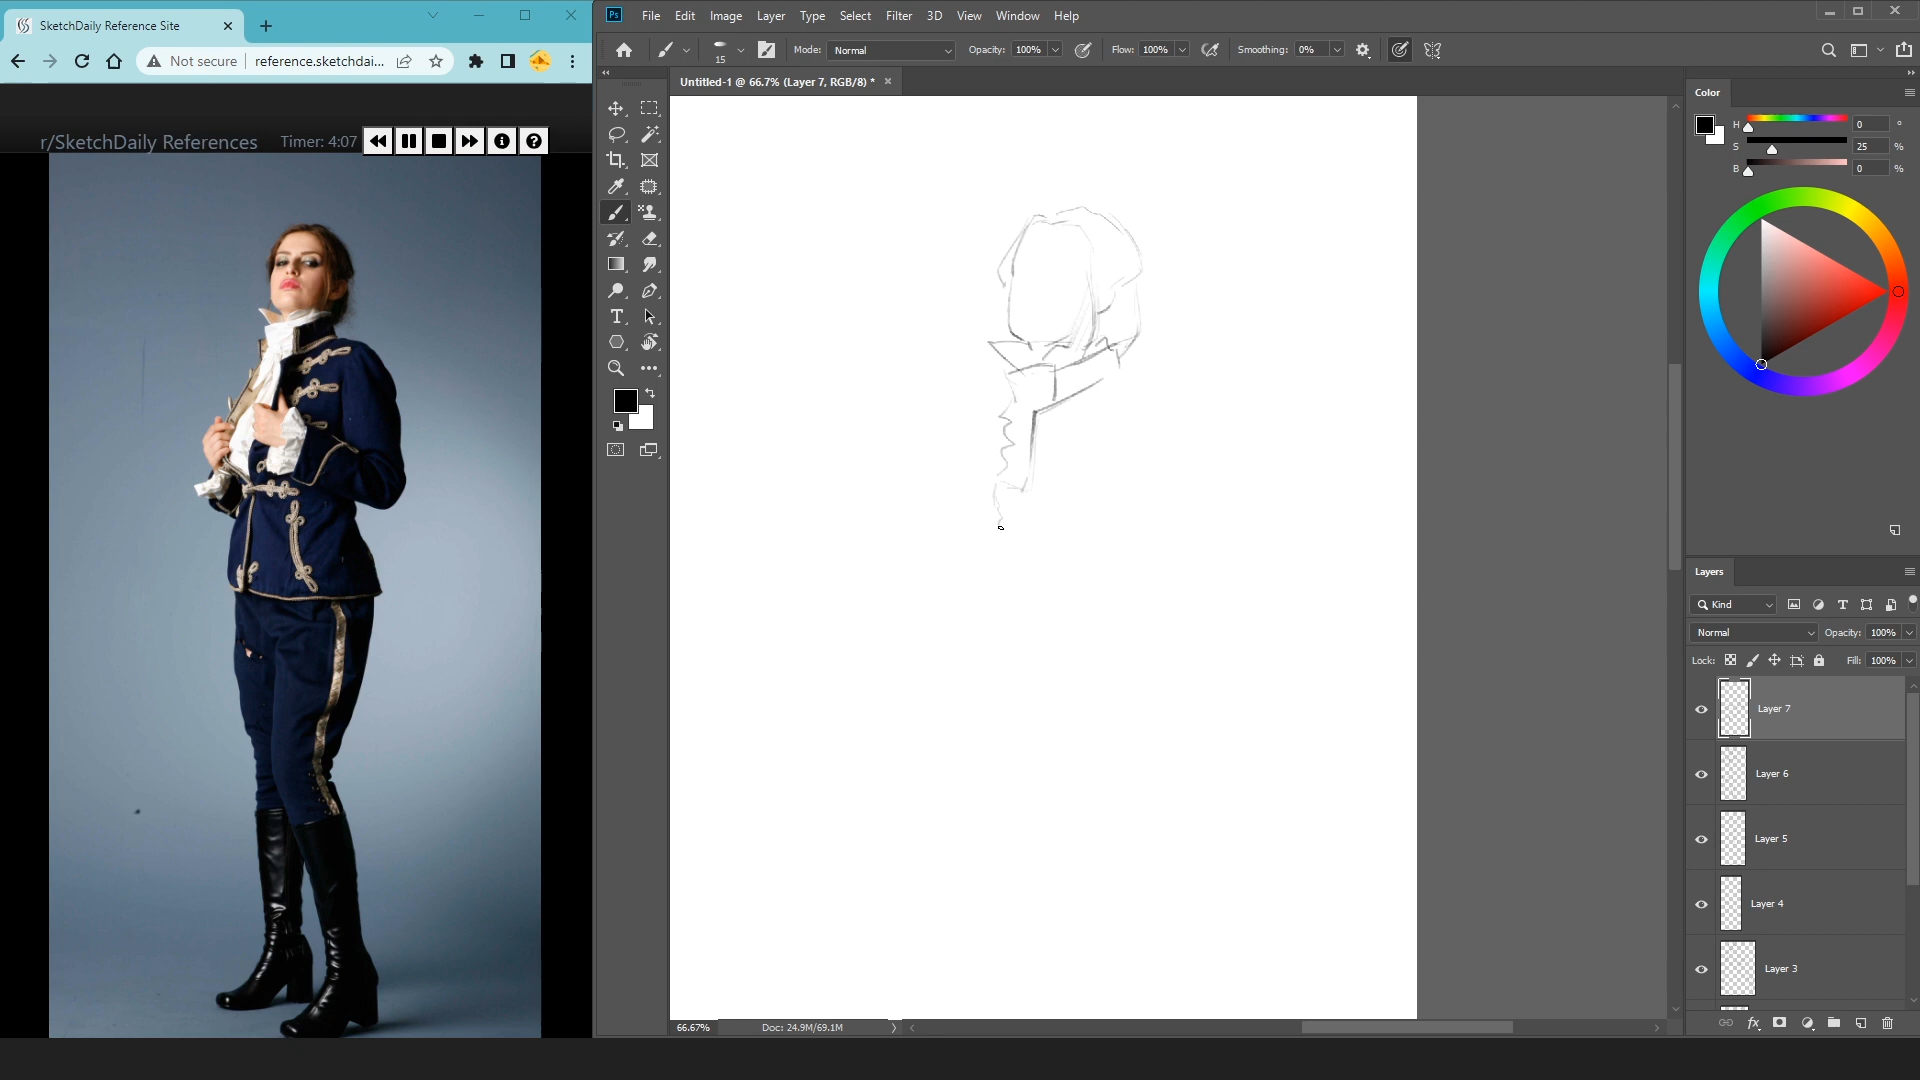 SketchDaily Reference Site
Not secure
reference.sketchdai...
r/SketchDaily References
Timer: 4:07
Ps
File Edit Image Layer Type Select Filter 3D View Window Help
15
Mode: Normal
Opacity: 100%
Flow: 100%
Smoothing: 0%
Untitled-1 @ 66.7% (Layer 7, RGB/8) *
66.67%
Doc: 24.9M/69.1M
Color
H 0 °
S 25 %
B 0 %
Layers
Kind
Normal
Opacity: 100%
Lock:
Fill: 100%
Layer 7
Layer 6
Layer 5
Layer 4
Layer 3